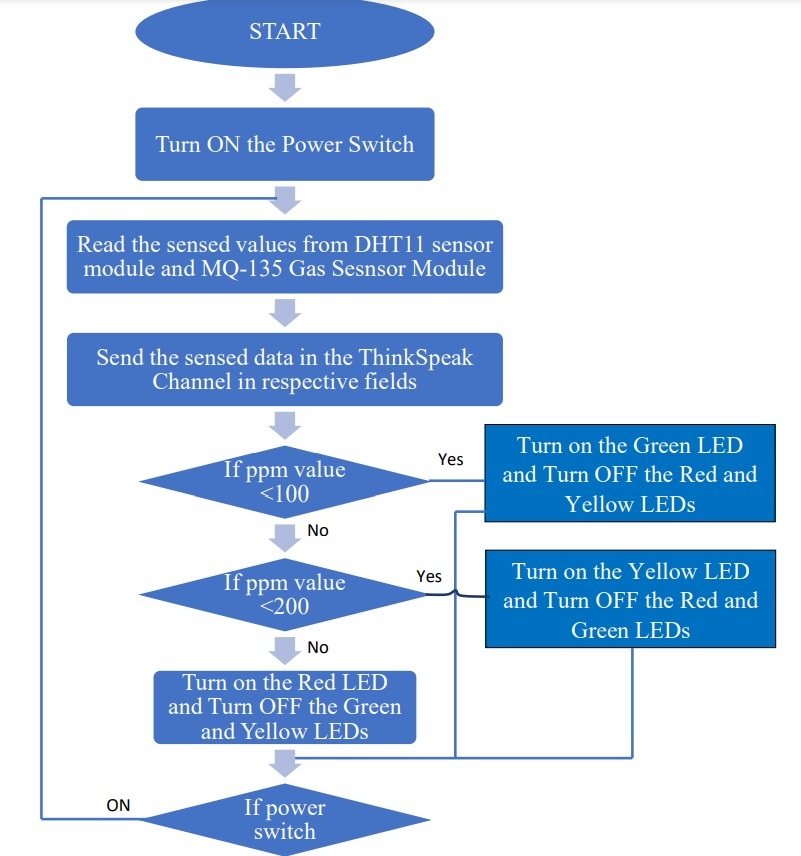 START
Turn ON the Power Switch
Read the sensed values from DHT11 sensor
module and MQ-135 Gas Sesnsor Module
Send the sensed data in the ThinkSpeak
Channel in respective fields
If ppm value
<100
Yes
Turn on the Green LED
and Turn OFF the Red and
Yellow LEDs
No
If ppm value
<200
Yes
Turn on the Yellow LED
and Turn OFF the Red and
Green LEDs
No
Turn on the Red LED
and Turn OFF the Green
and Yellow LEDs
ON
If power
switch